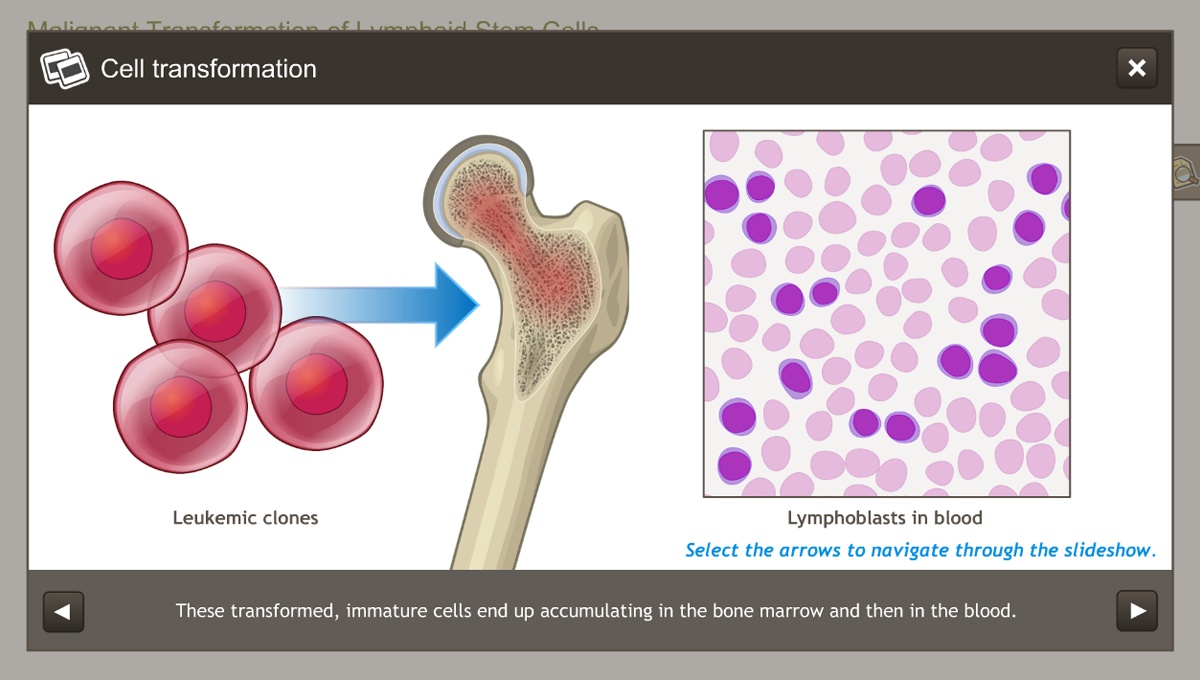 Malignant Transformation of Lymphoid Stem Cells
Cell transformation
Leukemic clones
Lymphoblasts in blood
Select the arrows to navigate through the slideshow.
These transformed, immature cells end up accumulating in the bone marrow and then in the blood.